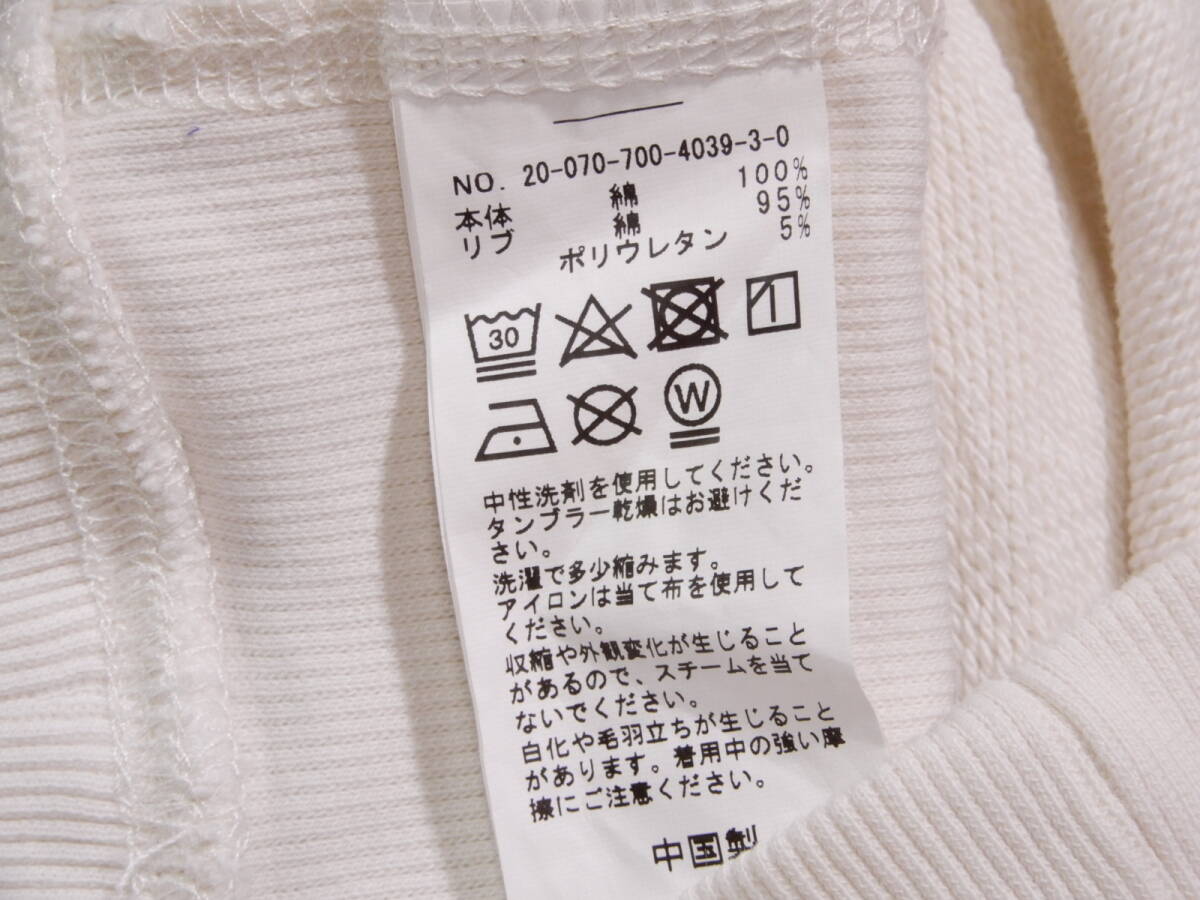 NO. 20-070-700-4039-3-0
本体 綿 100%
リブ 綿 95%
ポリウレタン 5%
30
W
中性洗剤を使用してください。
タンブラー乾燥はお避けくだ
さい。
洗濯で多少縮みます。
アイロンは当て布を使用して
ください。
収縮や外観変化が生じること
があるので、スチームを当て
ないでください。
白化や毛羽立ちが生じること
があります。着用中の強い摩
擦にご注意ください。
中国製